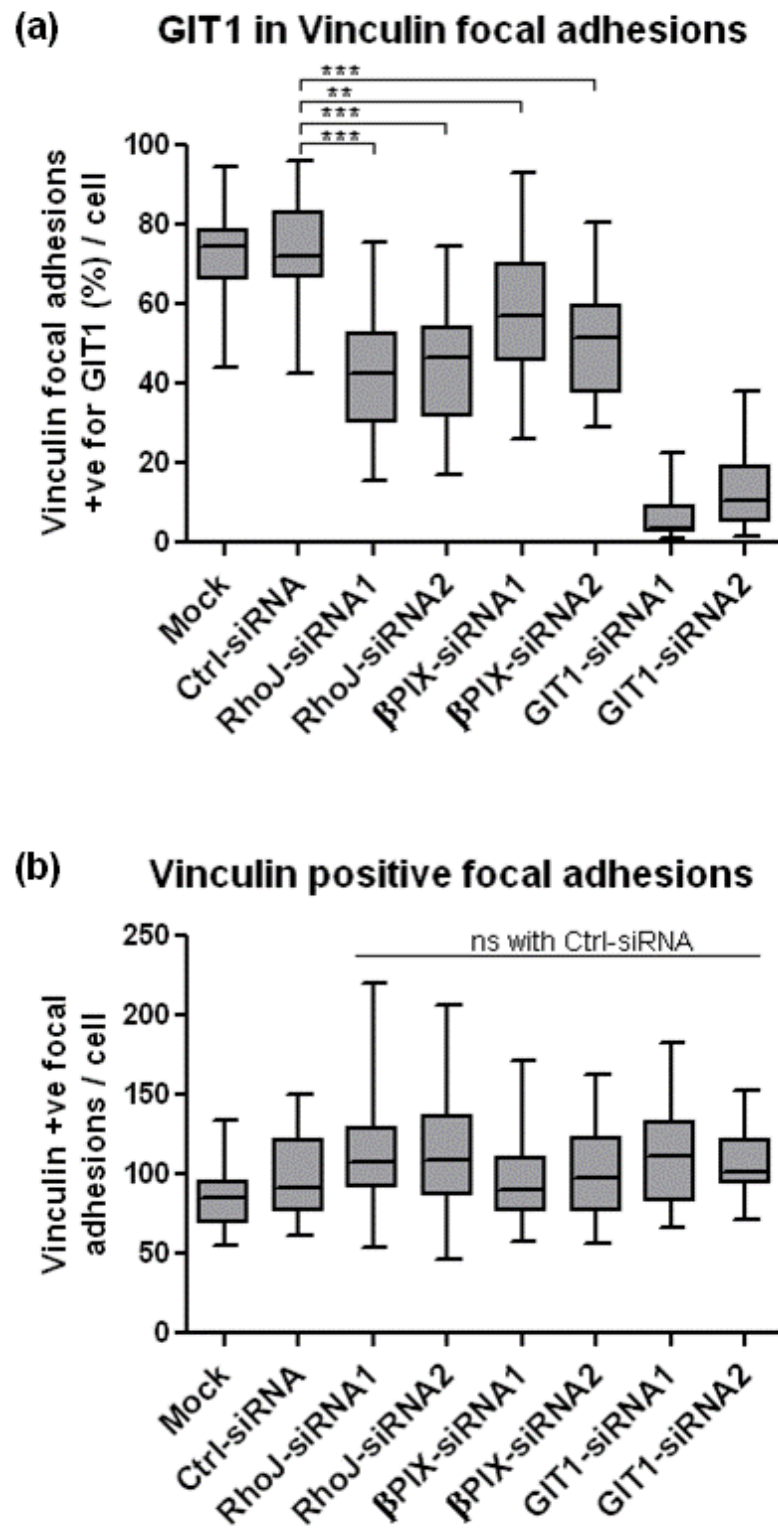 (a) GIT1 in Vinculin focal adhesions
***
**
***
***
Vinculin focal adhesions
+ve for GIT1 (%) / cell
100
80
60
40
20
0
Mock
Ctrl-siRNA
RhoJ-siRNA1
RhoJ-siRNA2
βPIX-siRNA1
βPIX-siRNA2
GIT1-siRNA1
GIT1-siRNA2
(b) Vinculin positive focal adhesions
ns with Ctrl-siRNA
Vinculin +ve focal
adhesions / cell
250
200
150
100
50
0
Mock
Ctrl-siRNA
RhoJ-siRNA1
RhoJ-siRNA2
βPIX-siRNA1
βPIX-siRNA2
GIT1-siRNA1
GIT1-siRNA2